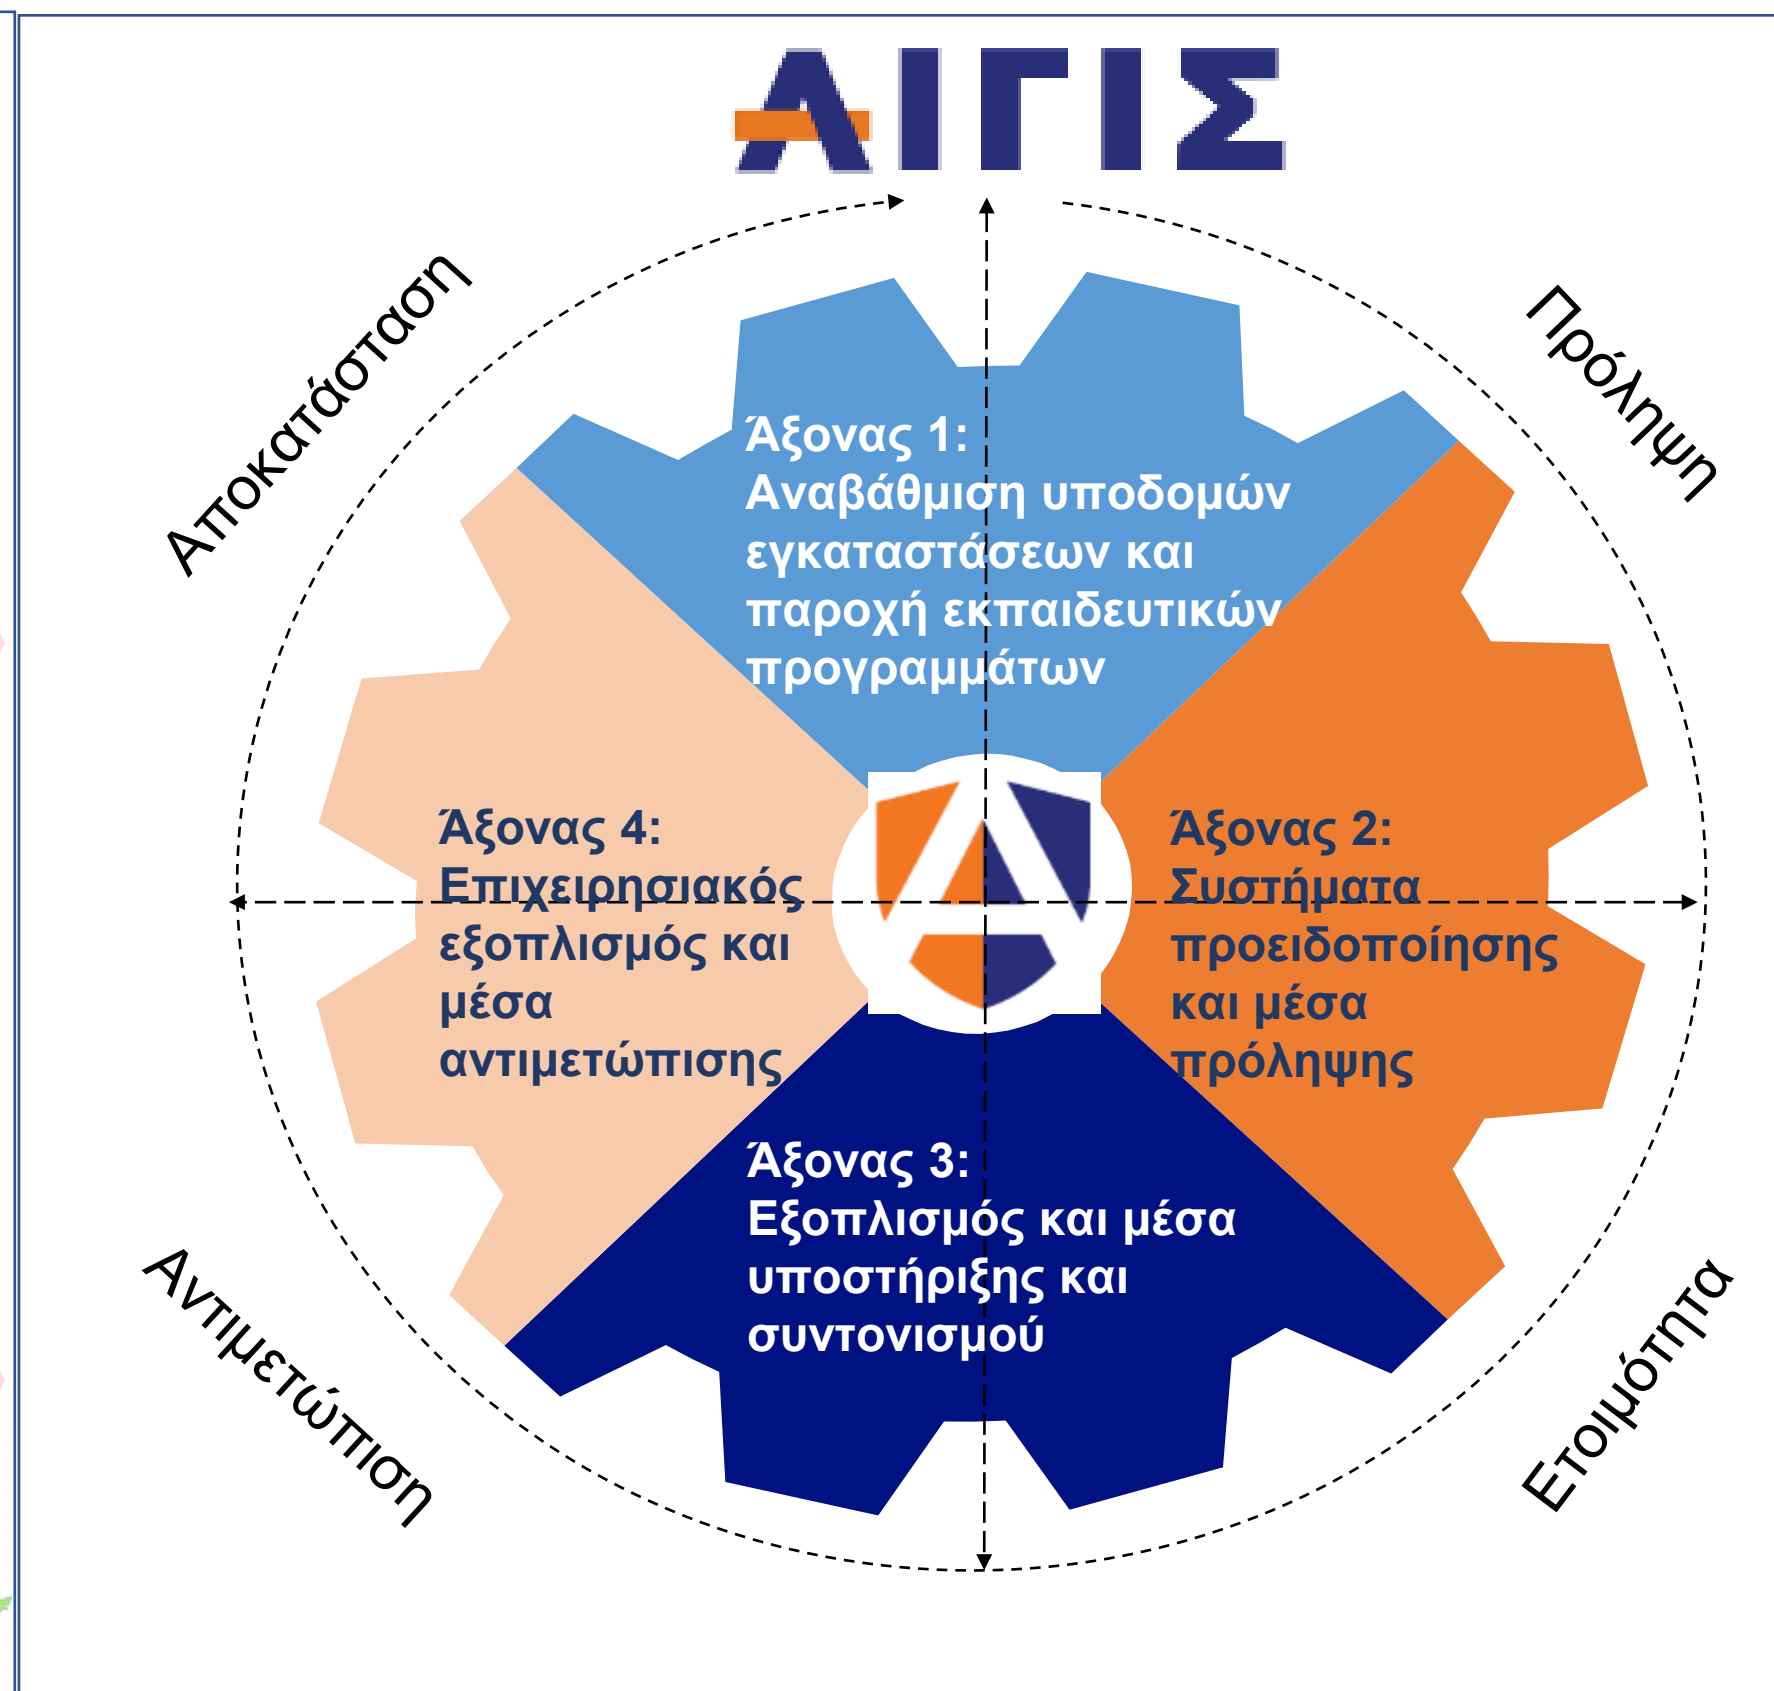 ΑΙΓΙΣ
Αποκατάσταση
Πρόληψη
Άξονας 1:
Αναβάθμιση υποδομών
εγκαταστάσεων και
παροχή εκπαιδευτικών
προγραμμάτων
Άξονας 4:
Επιχειρησιακός
εξοπλισμός και
μέσα
αντιμετώπισης
Άξονας 2:
Συστήματα
προειδοποίησης
και μέσα
πρόληψης
Άξονας 3:
Εξοπλισμός και μέσα
υποστήριξης και
συντονισμού
Αντιμετώπιση
Ετοιμότητα